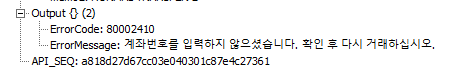 Output {} (2)
ErrorCode: 80002410
ErrorMessage: 계좌번호를 입력하지 않으셨습니다. 확인 후 다시 거래하십시오.
API_SEQ: a818d27d67cc03e040301c87e4c27361